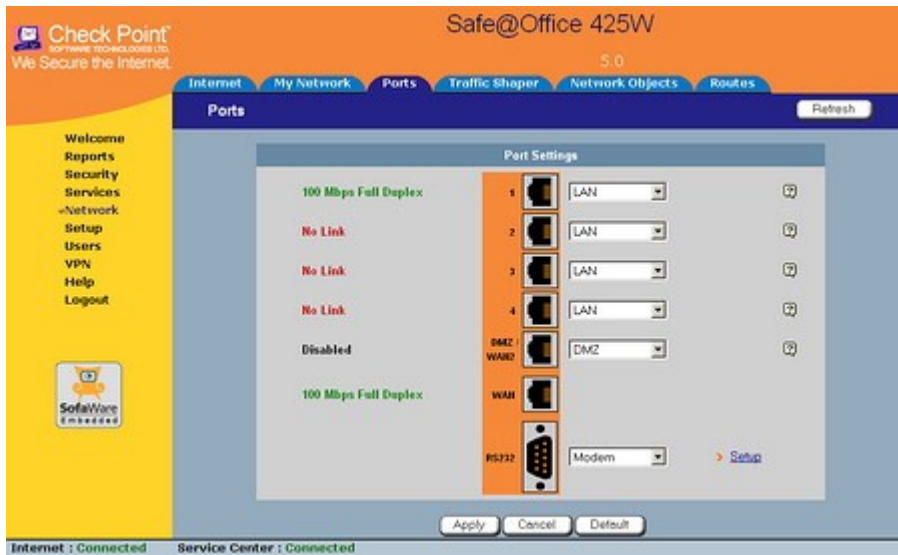 Check Point
SOFTWARE TECHNOLOGIES LTD.
We Secure the Internet.
Safe@Office 425W
5.0
Internet My Network Ports Traffic Shaper Network Objects Routes
Ports
Refresh
Welcome
Reports
Security
Services
Network
Setup
Users
VPN
Help
Logout
SofaWare
Embedded
Port Settings
100 Mbps Full Duplex 1 LAN ?
No Link 2 LAN ?
No Link 3 LAN ?
No Link 4 LAN ?
Disabled DMZ / WAN2 DMZ ?
100 Mbps Full Duplex WAN
RS232 Modem > Setup
Apply Cancel Default
Internet : Connected Service Center : Connected